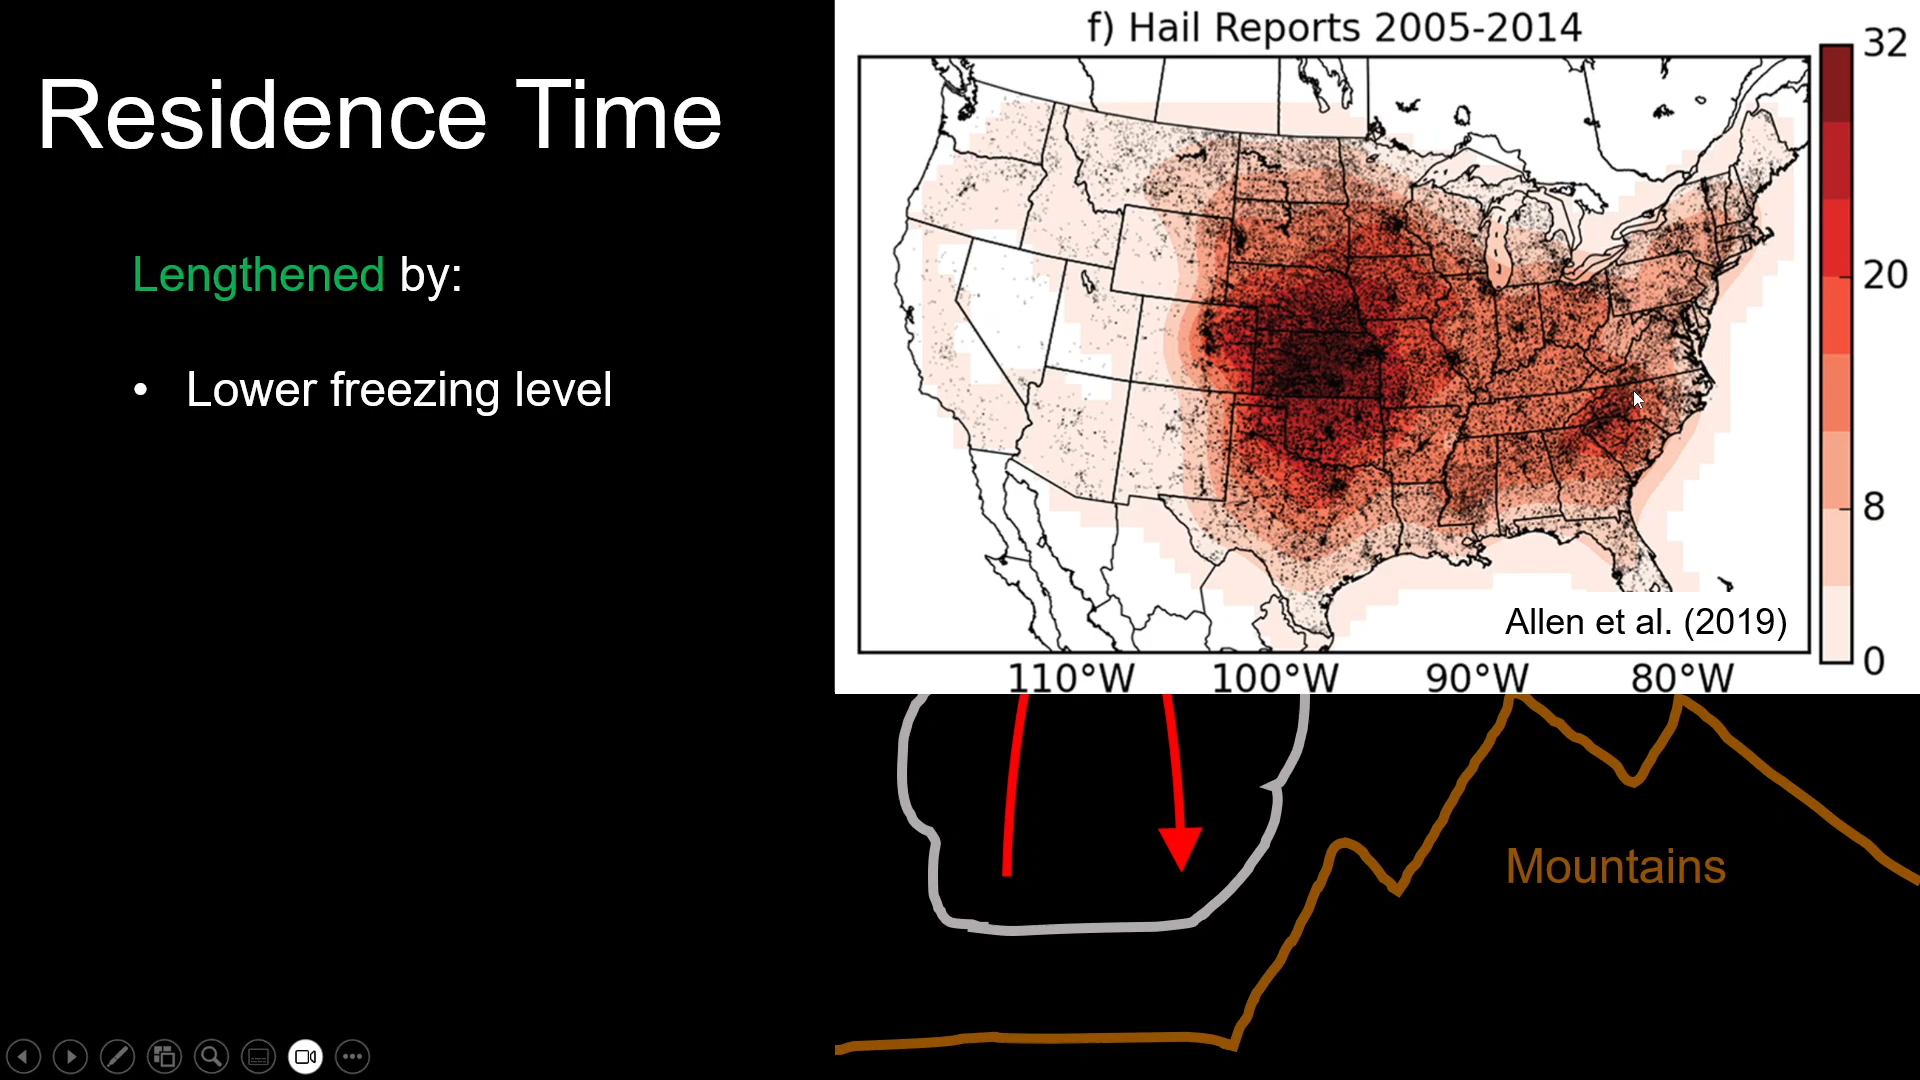 Residence Time
Lengthened by:
• Lower freezing level
f) Hail Reports 2005-2014
32
20
8
0
Allen et al. (2019)
110°W 100°W 90°W 80°W
Mountains